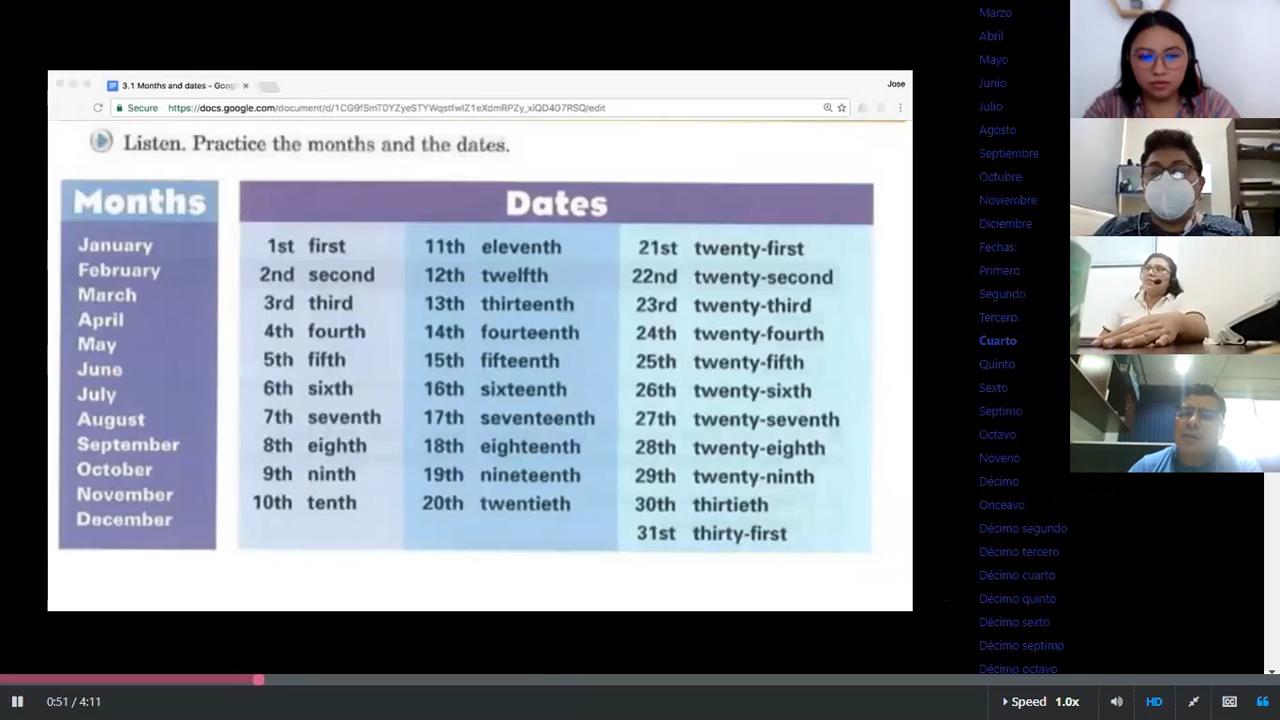 3.1 Months and dates - Goog
Jose
Secure https://docs.google.com/document/d/1CG9fSmT0YZyeSTYWqstfwIZ1eXdmRPZy_xiQD4G7RSQ/edit
Listen. Practice the months and the dates.
Months
January
February
March
April
May
June
July
August
September
October
November
December
Dates
1st first
2nd second
3rd third
4th fourth
5th fifth
6th sixth
7th seventh
8th eighth
9th ninth
10th tenth
11th eleventh
12th twelfth
13th thirteenth
14th fourteenth
15th fifteenth
16th sixteenth
17th seventeenth
18th eighteenth
19th nineteenth
20th twentieth
21st twenty-first
22nd twenty-second
23rd twenty-third
24th twenty-fourth
25th twenty-fifth
26th twenty-sixth
27th twenty-seventh
28th twenty-eighth
29th twenty-ninth
30th thirtieth
31st thirty-first
Marzo
Abril
Mayo
Junio
Julio
Agosto
Septiembre
Octubre
Noviembre
Diciembre
Fechas:
Primero
Segundo
Tercero
Cuarto
Quinto
Sexto
Septimo
Octavo
Noveno
Décimo
Onceavo
Décimo segundo
Décimo tercero
Décimo cuarto
Décimo quinto
Décimo sexto
Décimo septimo
Décimo octavo
0:51 / 4:11
Speed 1.0x
HD